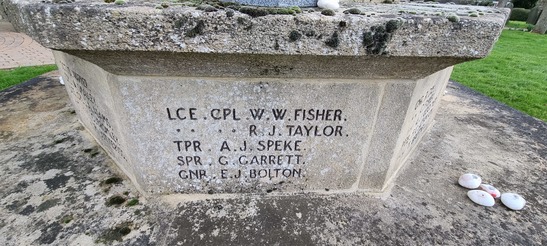 LCE . CPL . W. W. FISHER.
" . " . R. J. TAYLOR.
TPR . A. J. SPEKE.
SPR . G. GARRETT.
GNR . E. J. BOLTON.